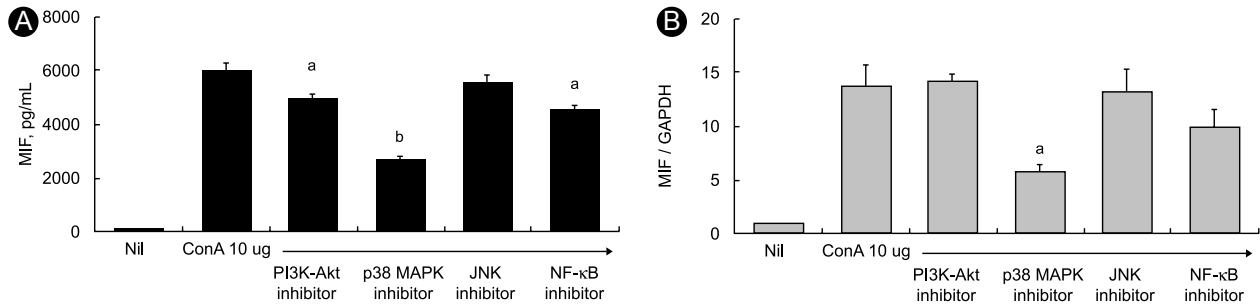 A
8000
6000
4000
2000
0
MIF, pg/mL
a
b
a
Nil
ConA 10 ug
PI3K-Akt
inhibitor
p38 MAPK
inhibitor
JNK
inhibitor
NF-κB
inhibitor
B
20
15
10
5
0
MIF / GAPDH
a
Nil
ConA 10 ug
PI3K-Akt
inhibitor
p38 MAPK
inhibitor
JNK
inhibitor
NF-κB
inhibitor